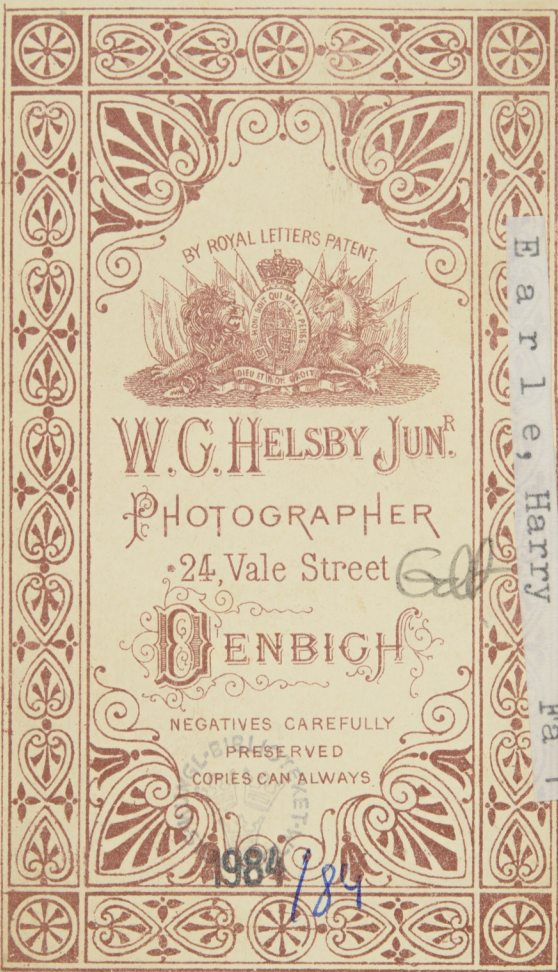 BY ROYAL LETTERS PATENT
HONI SOIT QUI MAL Y PENSE
DIEU ET MON DROIT
W. G. HELSBY JUNR.
PHOTOGRAPHER
24, Vale Street
DENBIGH
NEGATIVES CAREFULLY
PRESERVED
COPIES CAN ALWAYS
1984/84
Earle, Harry